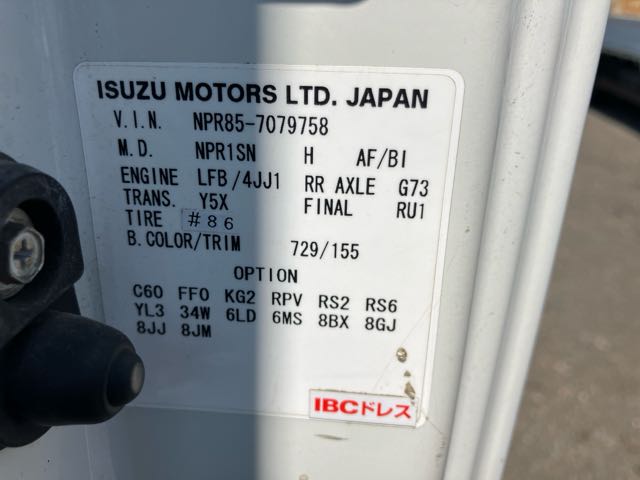 ISUZU MOTORS LTD. JAPAN
V.I.N. NPR85-7079758
M.D. NPR1SN H AF/BI
ENGINE LFB/4JJ1 RR AXLE G73
TRANS. Y5X FINAL RU1
TIRE #86
B.COLOR/TRIM 729/155
OPTION
C60 FF0 KG2 RPV RS2 RS6
YL3 34W 6LD 6MS 8BX 8GJ
8JJ 8JM
IBCドレス